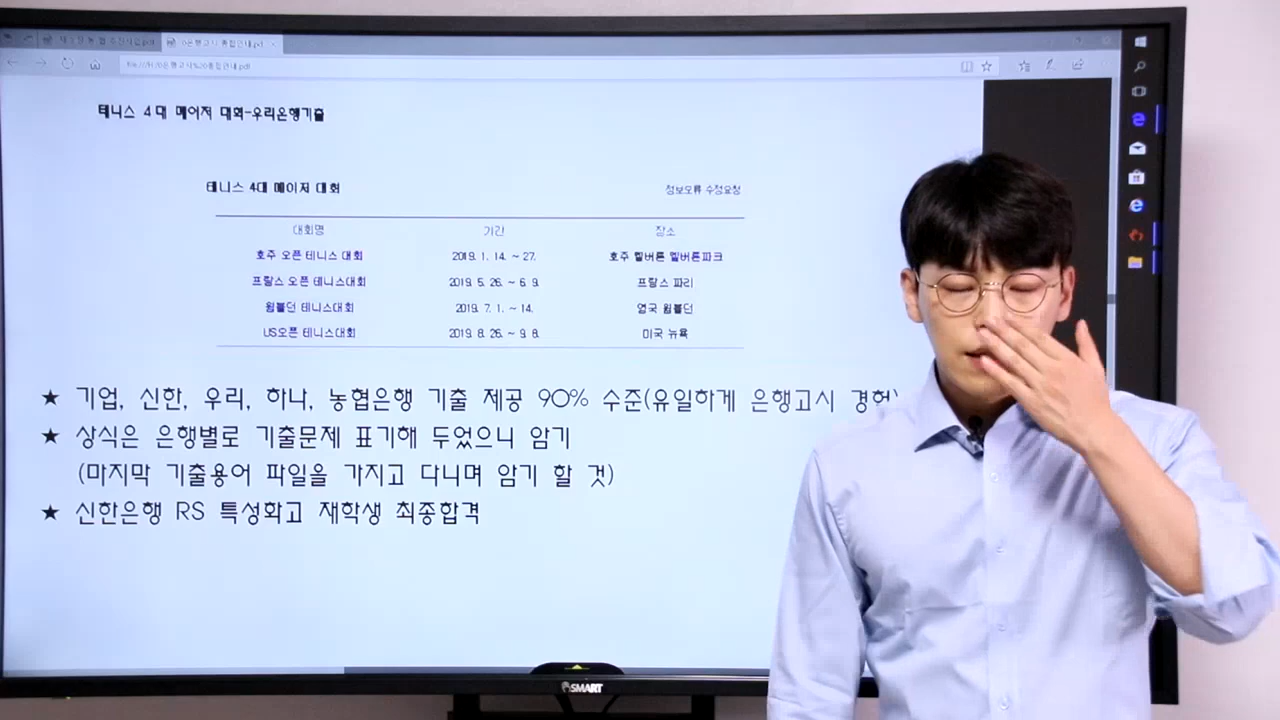 테니스 4대 메이저 대회-우리은행기출
테니스 4대 메이저 대회
정보오류 수정요청
대회명 기간 장소
호주 오픈 테니스 대회 2019. 1. 14. ~ 27. 호주 멜버른 멜버른파크
프랑스 오픈 테니스대회 2019. 5. 26. ~ 6. 9. 프랑스 파리
윔블던 테니스대회 2019. 7. 1. ~ 14. 영국 윔블던
US오픈 테니스대회 2019. 8. 26. ~ 9. 8. 미국 뉴욕
★ 기업, 신한, 우리, 하나, 농협은행 기출 제공 90% 수준(유일하게 은행고시 경험)
★ 상식은 은행별로 기출문제 표기해 두었으니 암기
(마지막 기출용어 파일을 가지고 다니며 암기 할 것)
★ 신한은행 RS 특성화고 재학생 최종합격
SMART